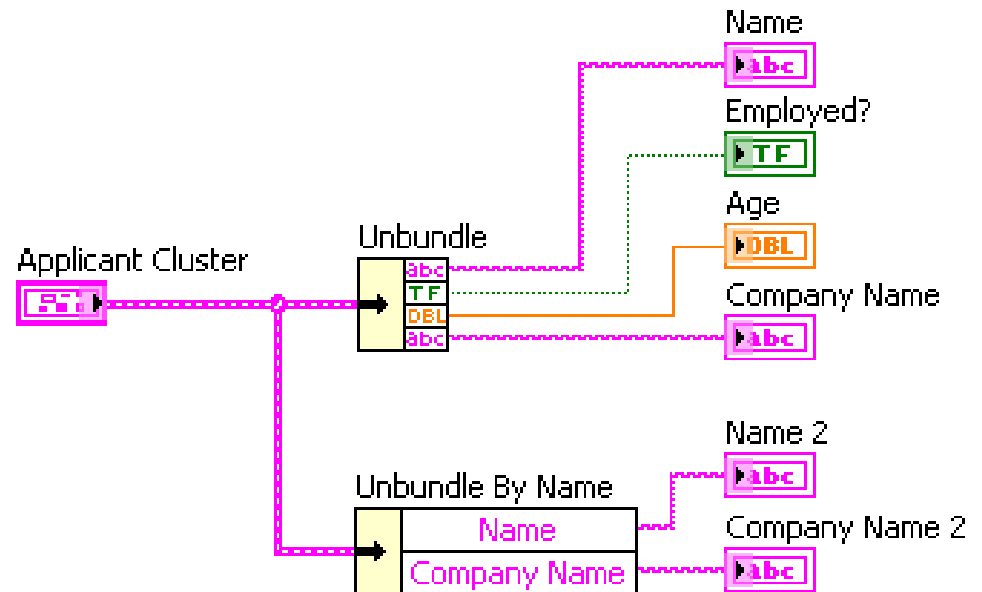 Name
abc
Employed?
TF
Age
DBL
Unbundle
Applicant Cluster
abc
TF
DBL
abc
Company Name
abc
Name 2
abc
Unbundle By Name
Name
Company Name 2
Company Name
abc